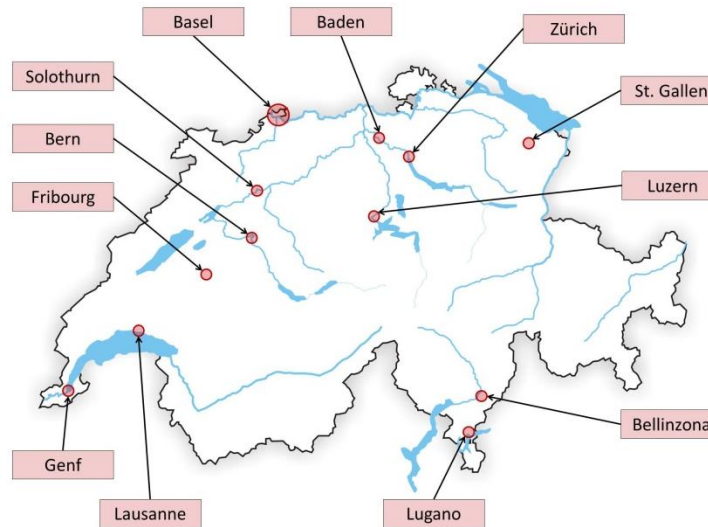 Basel
Baden
Zürich
Solothurn
St. Gallen
Bern
Fribourg
Luzern
Bellinzona
Genf
Lausanne
Lugano